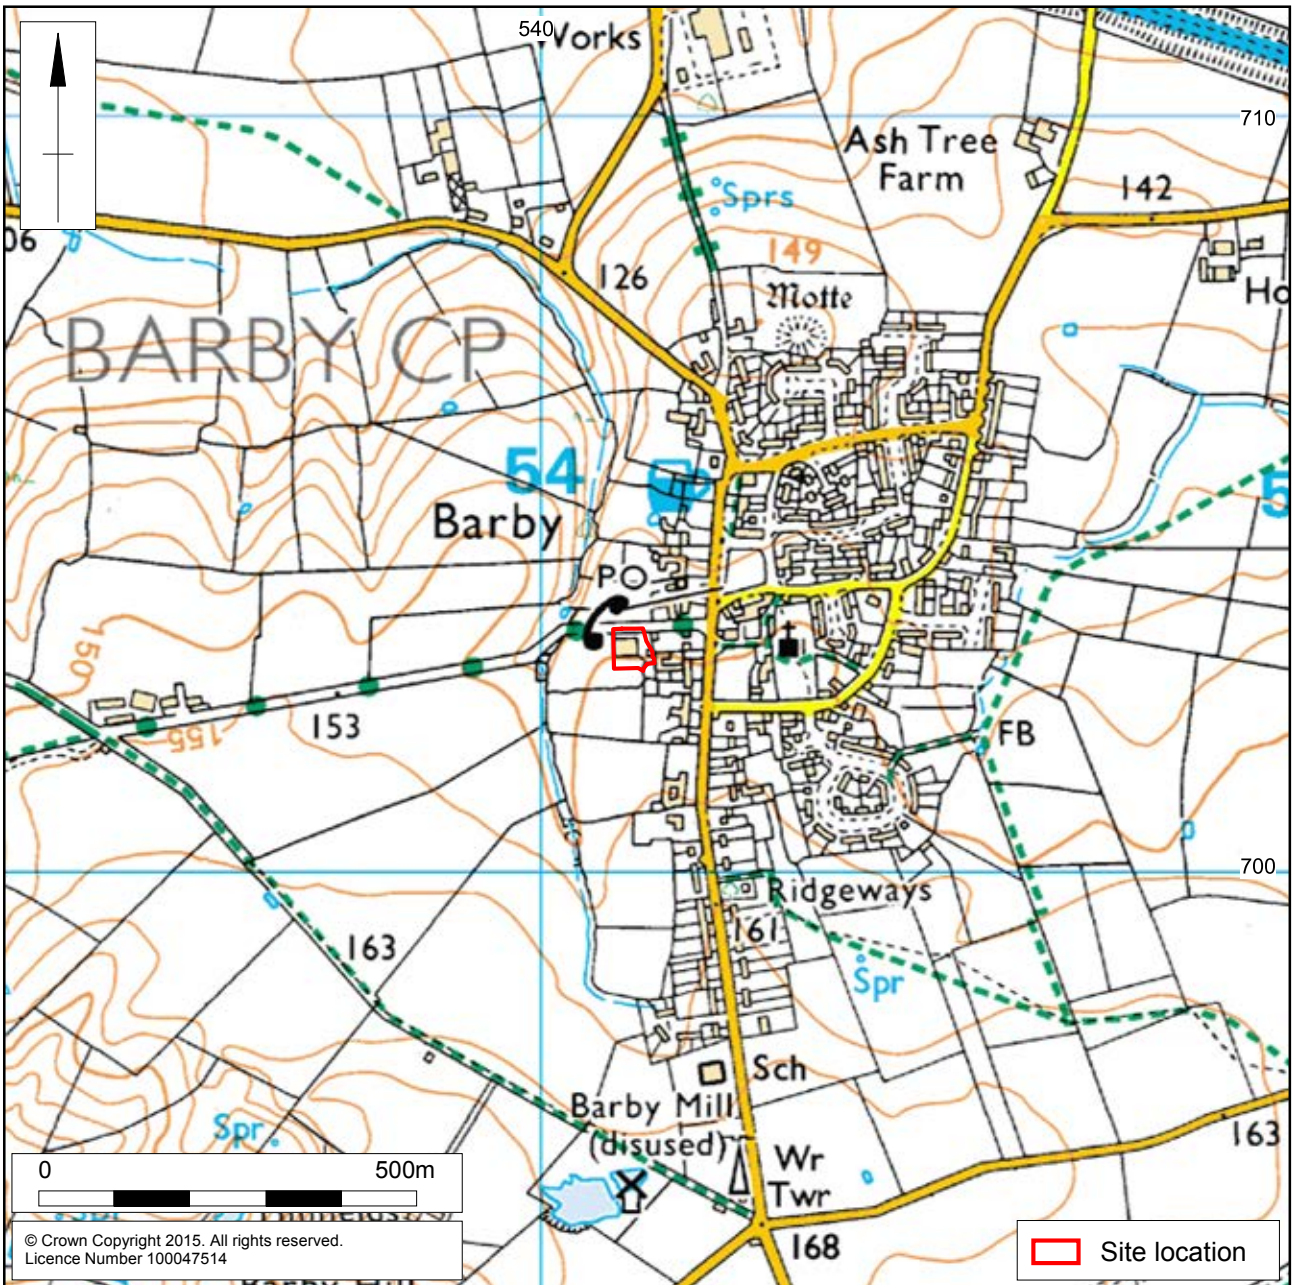 540
Works
710
Ash Tree
Farm
142
Sprs
06
149
126
Motte
Ho
BARBY CP
54
5
Barby
PO
150
153
155
FB
700
Ridgeways
161
163
Spr
Sch
Barby Mill
(disused)
Spr
163
Wr
Twr
168
0 500m
© Crown Copyright 2015. All rights reserved.
Licence Number 100047514
Site location